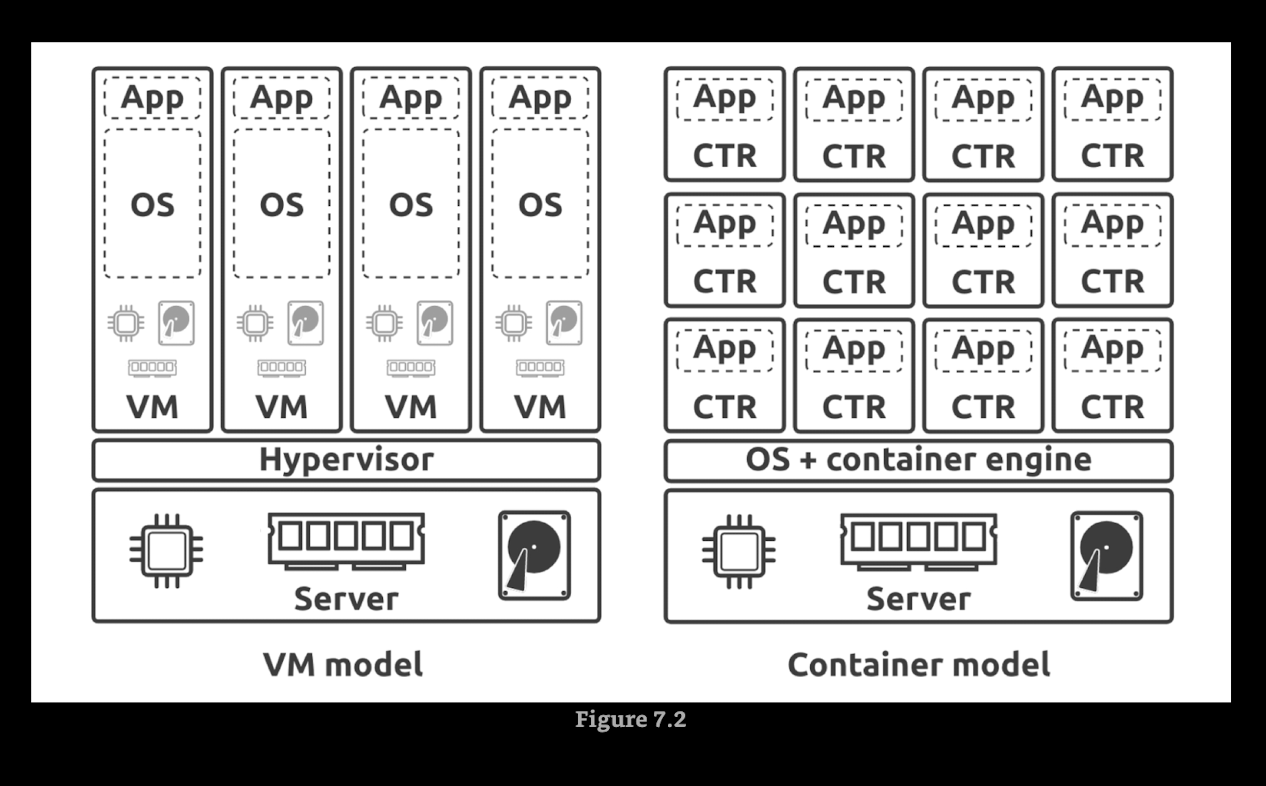 App App App App
OS OS OS OS
VM VM VM VM
Hypervisor
Server
VM model
App App App App
CTR CTR CTR CTR
App App App App
CTR CTR CTR CTR
App App App App
CTR CTR CTR CTR
OS + container engine
Server
Container model
Figure 7.2